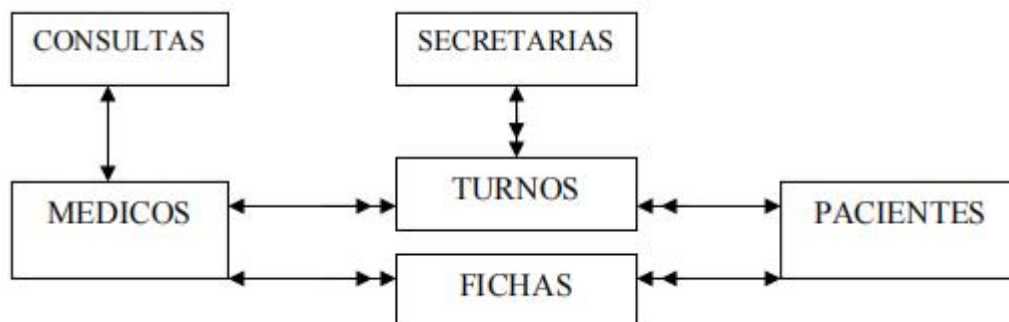 CONSULTAS
SECRETARIAS
TURNOS
MEDICOS
PACIENTES
FICHAS